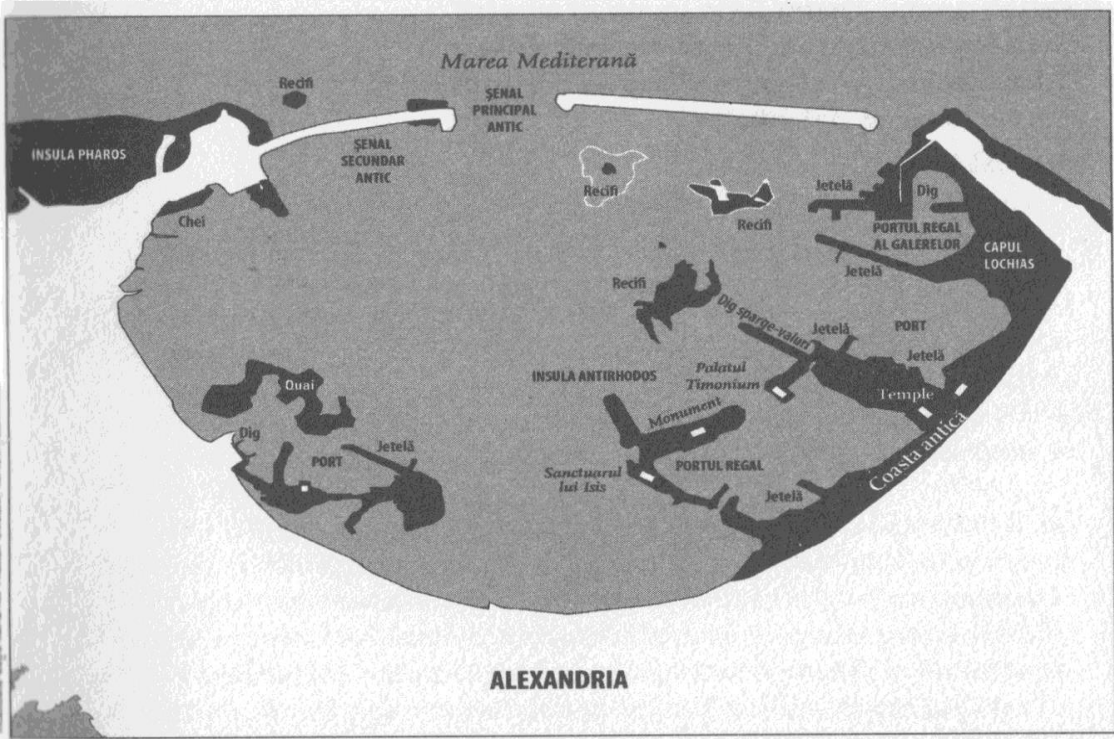 Marea Mediterană
Recifi
ŞENAL
PRINCIPAL
ANTIC
ŞENAL
SECUNDAR
ANTIC
INSULA PHAROS
Chei
Recifi
Recifi
Jetelă
Dig
PORTUL REGAL
AL GALERELOR
CAPUL
LOCHIAS
Jetelă
Recifi
Dig sparge-valuri
Jetelă
PORT
Jetelă
INSULA ANTIRHODOS
Palatul
Timonium
Temple
Quai
Monument
Dig
PORT
Jetelă
Sanctuarul
lui Isis
PORTUL REGAL
Jetelă
Coasta antică
ALEXANDRIA